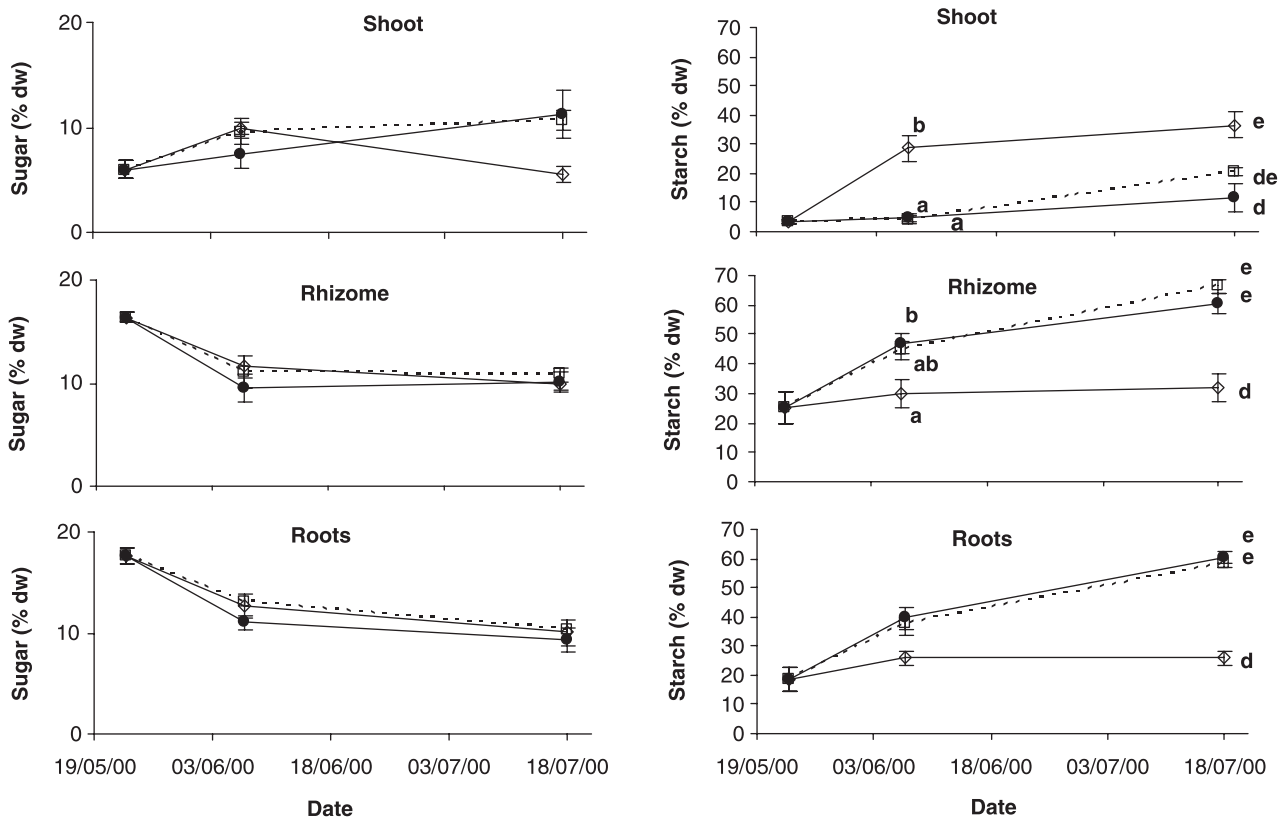 Shoot
Sugar (% dw)
20
10
0
Shoot
Starch (% dw)
70
60
50
40
30
20
10
0
b
a
a
e
de
d
Rhizome
Sugar (% dw)
20
10
0
Rhizome
Starch (% dw)
70
60
50
40
30
20
10
0
b
ab
a
e
e
d
Roots
Sugar (% dw)
20
10
0
19/05/00 03/06/00 18/06/00 03/07/00 18/07/00
Date
Roots
Starch (% dw)
70
60
50
40
30
20
10
0
e
e
d
19/05/00 03/06/00 18/06/00 03/07/00 18/07/00
Date